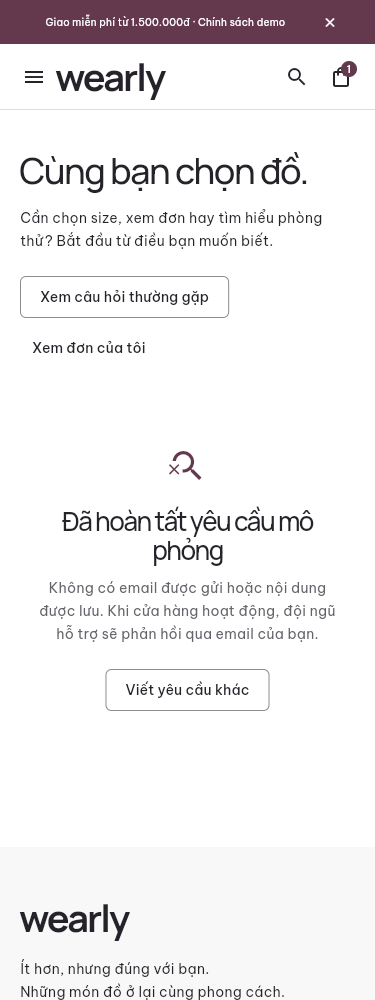 Giao miễn phí từ 1.500.000đ · Chính sách demo
wearly
1
Cùng bạn chọn đồ.
Cần chọn size, xem đơn hay tìm hiểu phòng
thử? Bắt đầu từ điều bạn muốn biết.
Xem câu hỏi thường gặp
Xem đơn của tôi
Đã hoàn tất yêu cầu mô
phỏng
Không có email được gửi hoặc nội dung
được lưu. Khi cửa hàng hoạt động, đội ngũ
hỗ trợ sẽ phản hồi qua email của bạn.
Viết yêu cầu khác
wearly
Ít hơn, nhưng đúng với bạn.
Những món đồ ở lại cùng phong cách.